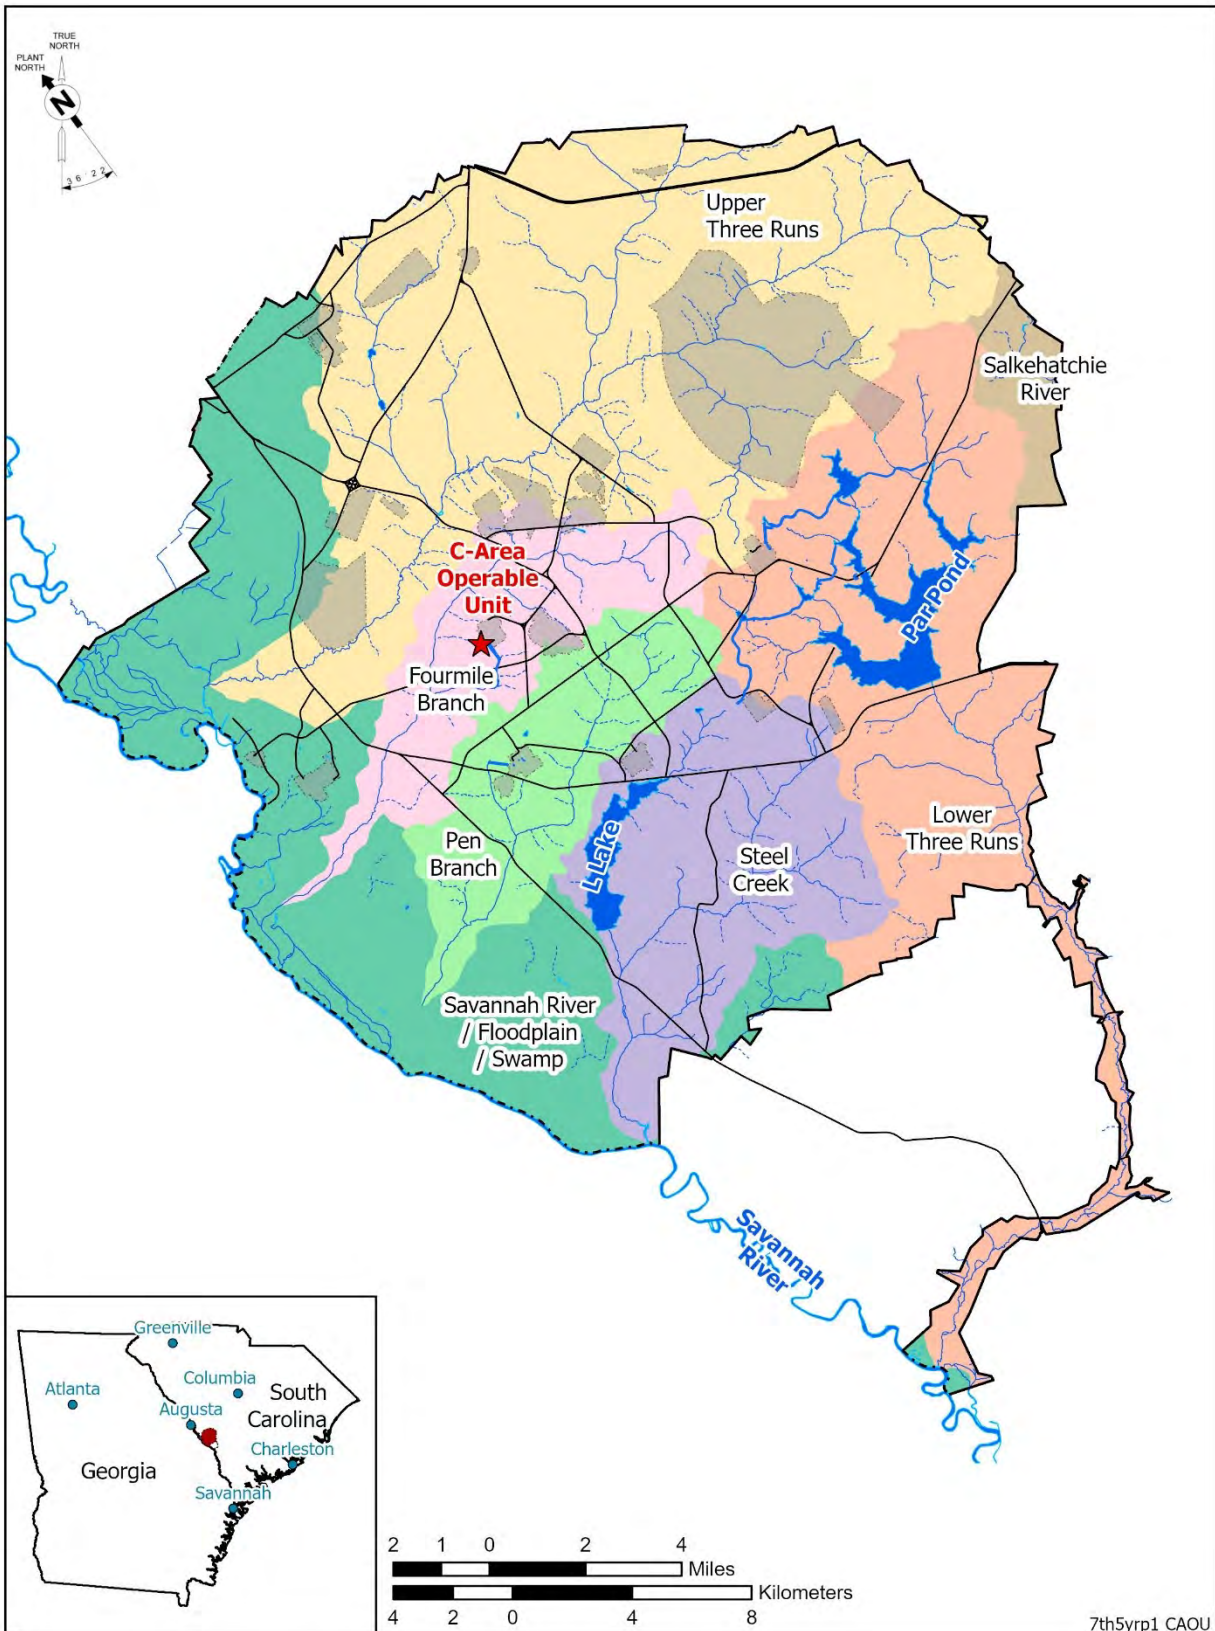 TRUE
NORTH
PLANT
NORTH
N
36°22'
Upper
Three Runs
Salkehatchie
River
C-Area
Operable
Unit
Par Pond
Fourmile
Branch
Pen
Branch
L Lake
Steel
Creek
Lower
Three Runs
Savannah River
/ Floodplain
/ Swamp
Savannah
River
Greenville
Atlanta
Columbia
South
Carolina
Augusta
Charleston
Georgia
Savannah
2 1 0 2 4
Miles
Kilometers
4 2 0 4 8
7th5yrp1 CAOU